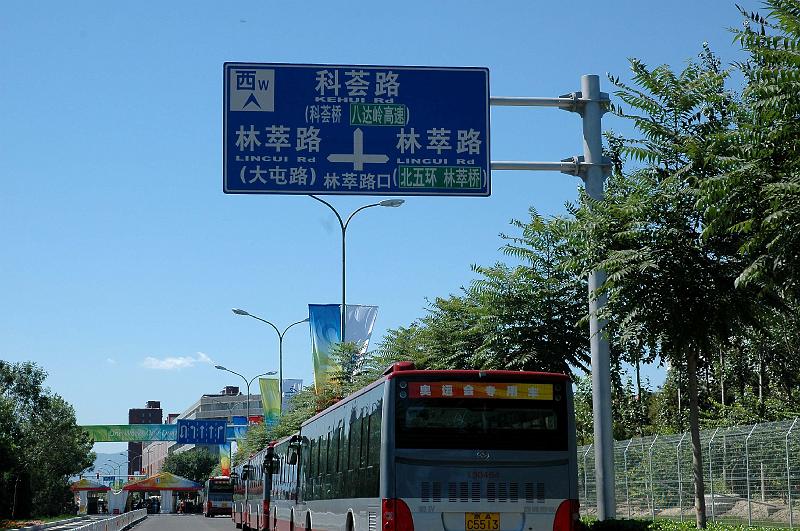 西W
科荟路
KEHUI Rd
(科荟桥 八达岭高速)
林萃路 林萃路
LINCUI Rd LINCUI Rd
(大屯路) 林萃路口 (北五环 林萃桥)
奥运会专用车
C5513